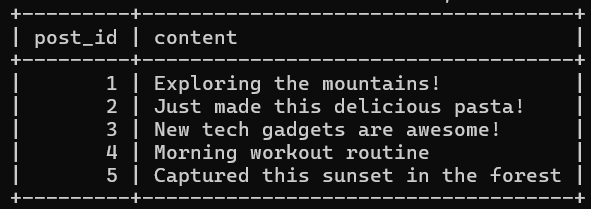 post_id | content
1 | Exploring the mountains!
2 | Just made this delicious pasta!
3 | New tech gadgets are awesome!
4 | Morning workout routine
5 | Captured this sunset in the forest